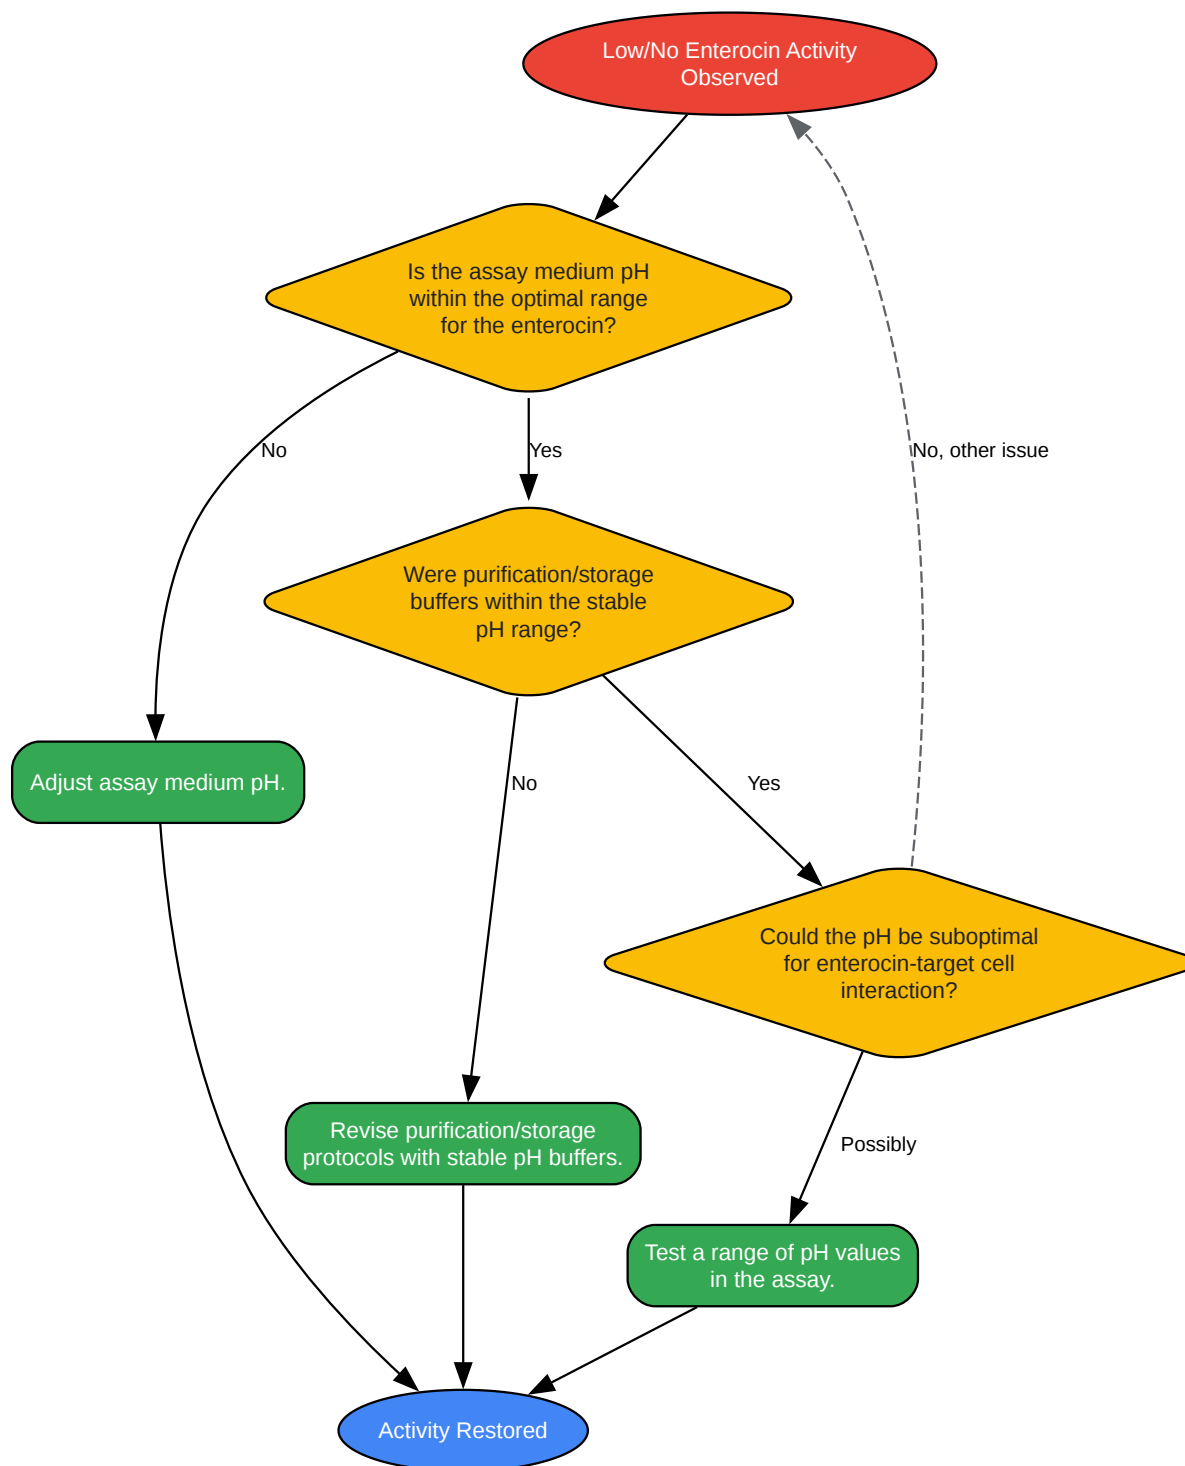 Low/No Enterocin Activity
Observed
Is the assay medium pH
within the optimal range
for the enterocin?
No
Yes
No, other issue
Were purification/storage
buffers within the stable
pH range?
Adjust assay medium pH.
No
Yes
Could the pH be suboptimal
for enterocin-target cell
interaction?
Revise purification/storage
protocols with stable pH buffers.
Possibly
Test a range of pH values
in the assay.
Activity Restored